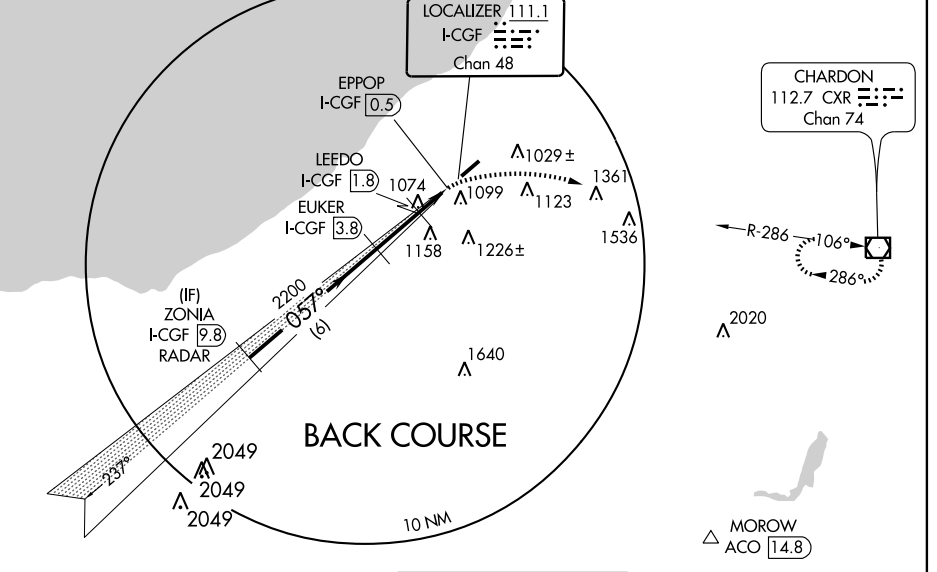 LOCALIZER 111.1
I-CGF
Chan 48
EPPOP
I-CGF 0.5
CHARDON
112.7 CXR
Chan 74
LEEDO
I-CGF 1.8
EUKER
I-CGF 3.8
1074
1099
1029 ±
1123
1361
1536
1158
1226 ±
R-286
106°
286°
(IF)
ZONIA
I-CGF 9.8
RADAR
2200
057°
(6)
2020
1640
BACK COURSE
237°
2049
2049
2049
10 NM
MOROW
ACO 14.8